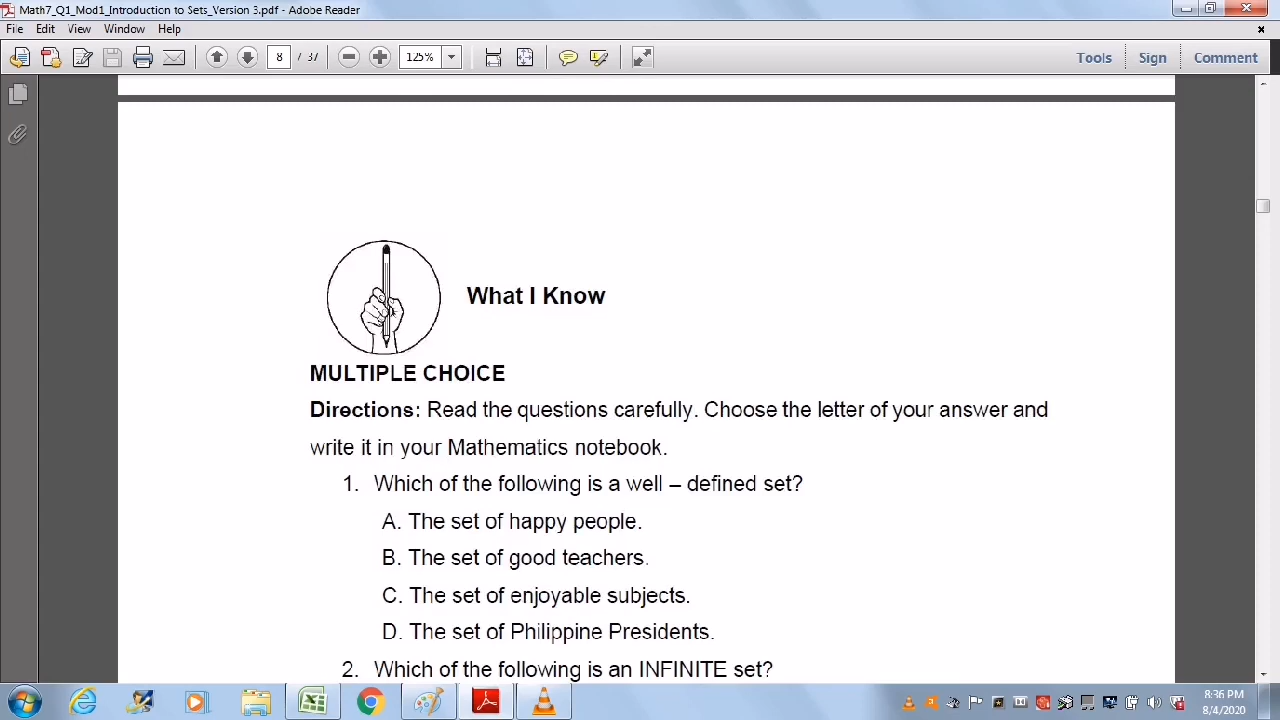 Math7_Q1_Mod1_Introduction to Sets_Version 3.pdf - Adobe Reader
File Edit View Window Help
8 / 37 125% Tools Sign Comment
What I Know
MULTIPLE CHOICE
Directions: Read the questions carefully. Choose the letter of your answer and
write it in your Mathematics notebook.
1. Which of the following is a well – defined set?
A. The set of happy people.
B. The set of good teachers.
C. The set of enjoyable subjects.
D. The set of Philippine Presidents.
2. Which of the following is an INFINITE set?
8:36 PM
8/4/2020